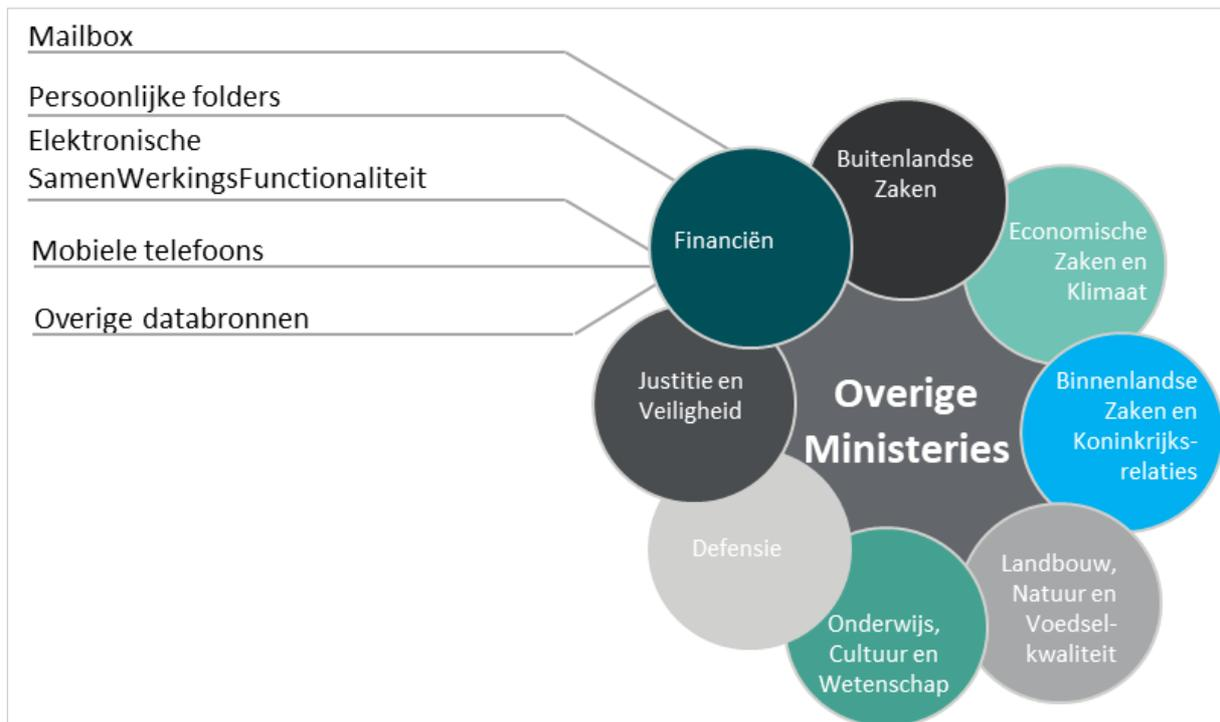 Mailbox
Persoonlijke folders
Elektronische
SamenWerkingsFunctionaliteit
Mobiele telefoons
Overige databronnen
Financiën
Buitenlandse
Zaken
Economische
Zaken en
Klimaat
Binnenlandse
Zaken en
Koninkrijks-
relaties
Landbouw,
Natuur en
Voedsel-
kwaliteit
Onderwijs,
Cultuur en
Wetenschap
Defensie
Justitie en
Veiligheid
Overige
Ministeries